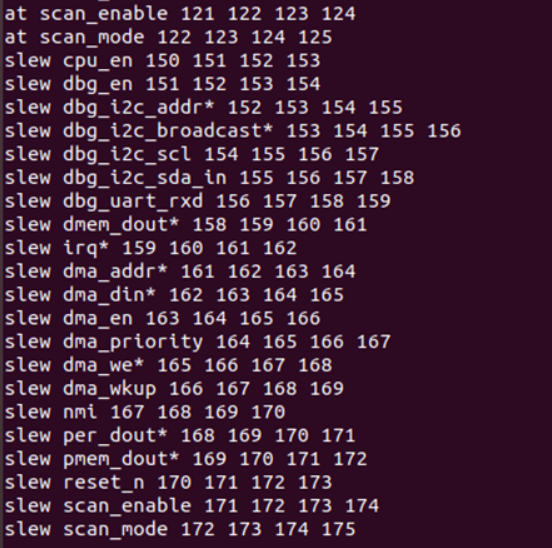 at scan_enable 121 122 123 124
at scan_mode 122 123 124 125
slew cpu_en 150 151 152 153
slew dbg_en 151 152 153 154
slew dbg_i2c_addr* 152 153 154 155
slew dbg_i2c_broadcast* 153 154 155 156
slew dbg_i2c_scl 154 155 156 157
slew dbg_i2c_sda_in 155 156 157 158
slew dbg_uart_rxd 156 157 158 159
slew dmem_dout* 158 159 160 161
slew irq* 159 160 161 162
slew dma_addr* 161 162 163 164
slew dma_din* 162 163 164 165
slew dma_en 163 164 165 166
slew dma_priority 164 165 166 167
slew dma_we* 165 166 167 168
slew dma_wkup 166 167 168 169
slew nmi 167 168 169 170
slew per_dout* 168 169 170 171
slew pmem_dout* 169 170 171 172
slew reset_n 170 171 172 173
slew scan_enable 171 172 173 174
slew scan_mode 172 173 174 175